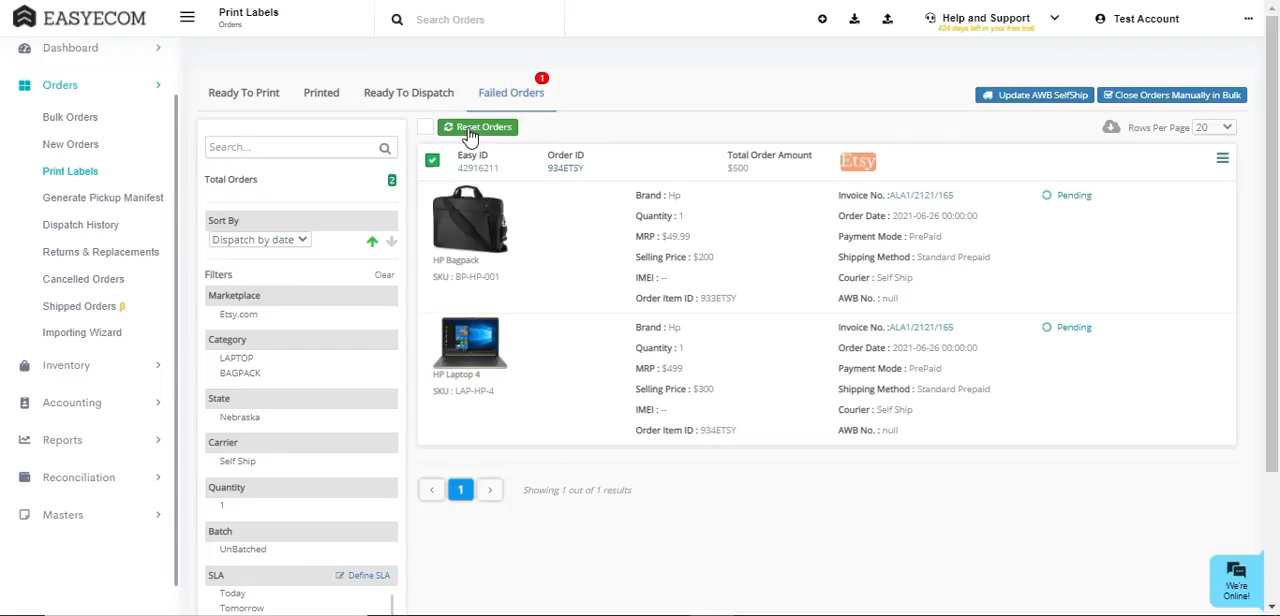 EASYECOM
Print Labels
Orders
Search Orders
Help and Support
424 days left in your free trial
Test Account
Dashboard
Orders
Bulk Orders
New Orders
Print Labels
Generate Pickup Manifest
Dispatch History
Returns & Replacements
Cancelled Orders
Shipped Orders β
Importing Wizard
Inventory
Accounting
Reports
Reconciliation
Masters
Ready To Print
Printed
Ready To Dispatch
Failed Orders
1
Update AWB SelfShip
Close Orders Manually in Bulk
Search...
Total Orders
2
Sort By
Dispatch by date
Filters
Clear
Marketplace
Etsy.com
Category
LAPTOP
BAGPACK
State
Nebraska
Carrier
Self Ship
Quantity
1
Batch
UnBatched
SLA
Define SLA
Today
Tomorrow
Reset Orders
Rows Per Page
20
Easy ID
42916211
Order ID
934ETSY
Total Order Amount
$500
Etsy
HP Bagpack
SKU : BP-HP-001
Brand : Hp
Quantity : 1
MRP : $49.99
Selling Price : $200
IMEI : --
Order Item ID : 933ETSY
Invoice No. :ALA1/2121/165
Order Date : 2021-06-26 00:00:00
Payment Mode : PrePaid
Shipping Method : Standard Prepaid
Courier : Self Ship
AWB No. : null
Pending
HP Laptop 4
SKU : LAP-HP-4
Brand : Hp
Quantity : 1
MRP : $499
Selling Price : $300
IMEI : --
Order Item ID : 934ETSY
Invoice No. :ALA1/2121/165
Order Date : 2021-06-26 00:00:00
Payment Mode : PrePaid
Shipping Method : Standard Prepaid
Courier : Self Ship
AWB No. : null
Pending
‹
1
›
Showing 1 out of 1 results
We're
Online!